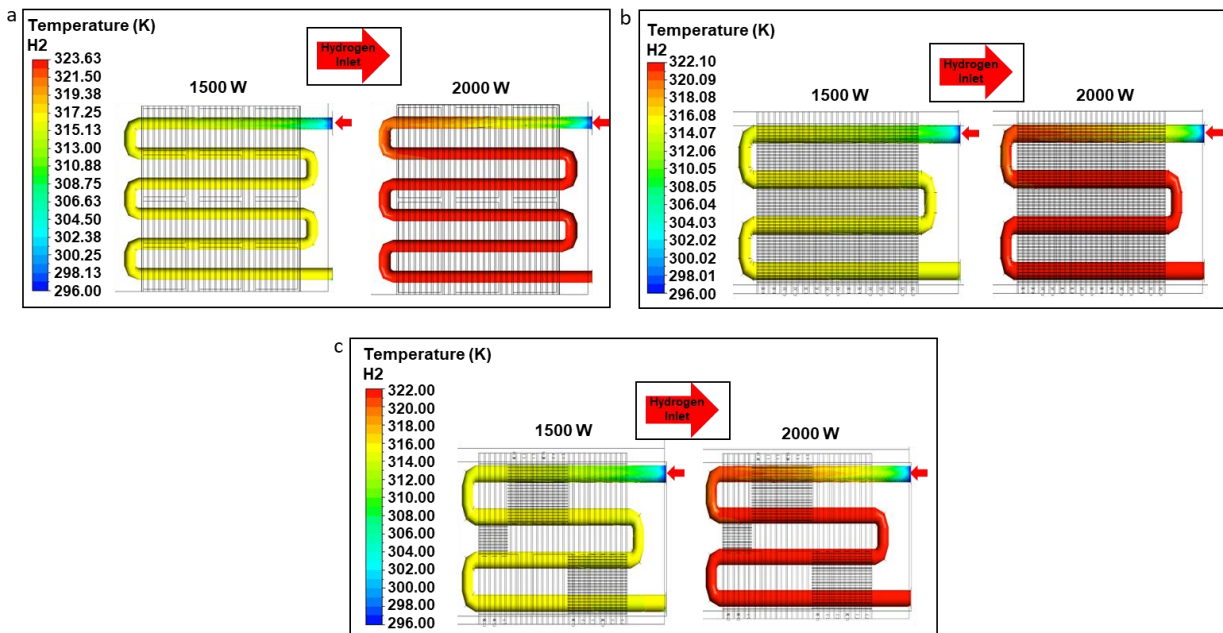 a
Temperature (K)
H2
323.63
321.50
319.38
317.25
315.13
313.00
310.88
308.75
306.63
304.50
302.38
300.25
298.13
296.00
Hydrogen
Inlet
1500 W
2000 W
b
Temperature (K)
H2
322.10
320.09
318.08
316.08
314.07
312.06
310.05
308.05
306.04
304.03
302.02
300.02
298.01
296.00
Hydrogen
Inlet
1500 W
2000 W
c
Temperature (K)
H2
322.00
320.00
318.00
316.00
314.00
312.00
310.00
308.00
306.00
304.00
302.00
300.00
298.00
296.00
Hydrogen
Inlet
1500 W
2000 W